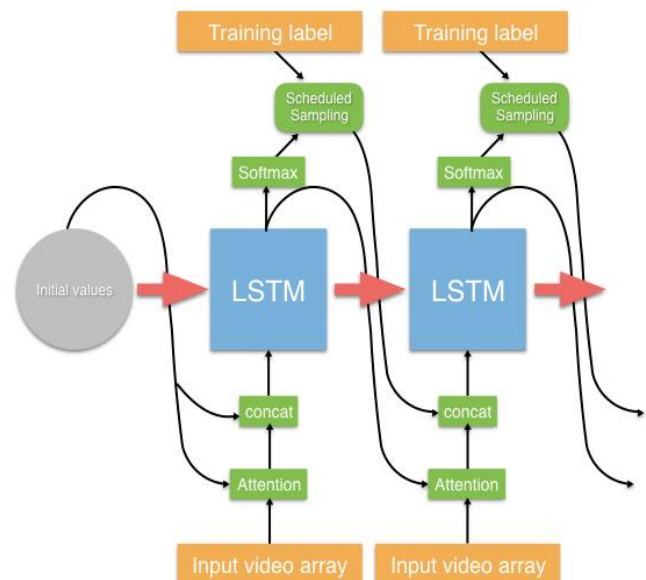 Training label
Training label
Scheduled
Sampling
Scheduled
Sampling
Softmax
Softmax
Initial values
LSTM
LSTM
concat
concat
Attention
Attention
Input video array
Input video array